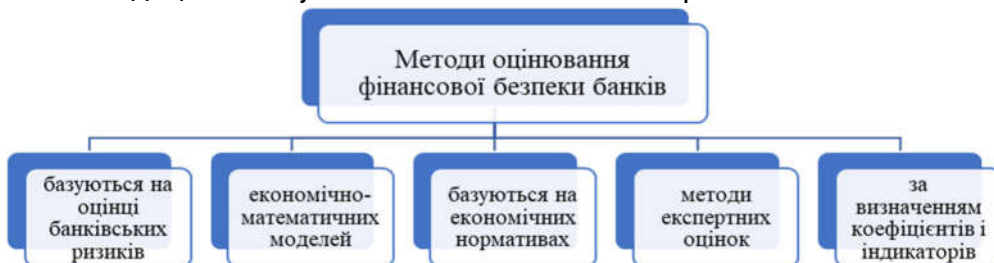 Методи оцінювання
фінансової безпеки банків
базуються на
оцінці
банківських
ризиків
економічно-
математичних
моделей
базуються на
економічних
нормативах
методи
експертних
оцінок
за
визначенням
коефіцієнтів і
індикаторів